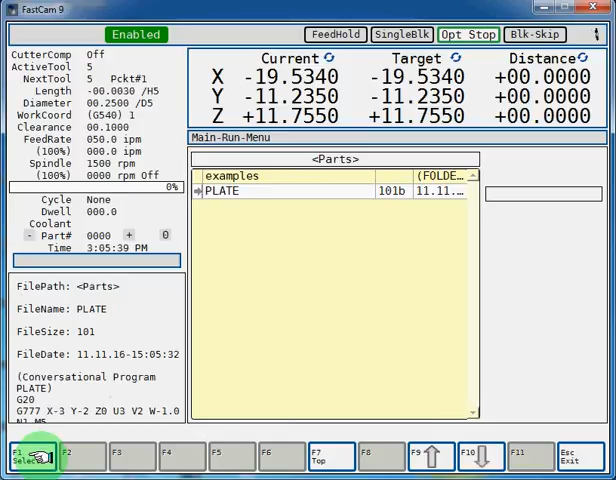 FastCam 9
Enabled
FeedHold SingleBlk Opt Stop Blk-Skip
CutterComp Off
ActiveTool 5
NextTool 5 Pckt#1
Length -00.0030 /H5
Diameter 00.2500 /D5
WorkCoord (G540) 1
Clearance 00.1000
FeedRate 050.0 ipm
(100%) 000.0 ipm
Spindle 1500 rpm
(100%) 0000 rpm Off
0%
Cycle None
Dwell 000.0
Coolant
- Part# 0000 + 0
Time 3:05:39 PM
Current Target Distance
X -19.5340 -19.5340 +00.0000
Y -11.2350 -11.2350 +00.0000
Z +11.7550 +11.7550 +00.0000
Main-Run-Menu
<Parts>
examples (FOLDE...
PLATE 101b 11.11....
FilePath: <Parts>
FileName: PLATE
FileSize: 101
FileDate: 11.11.16-15:05:32
(Conversational Program
PLATE)
G20
G777 X-3 Y-2 Z0 U3 V2 W-1.0
N1 M5
F1 F2 F3 F4 F5 F6 F7 F8 F9 F10 F11 Esc
Select Top Exit